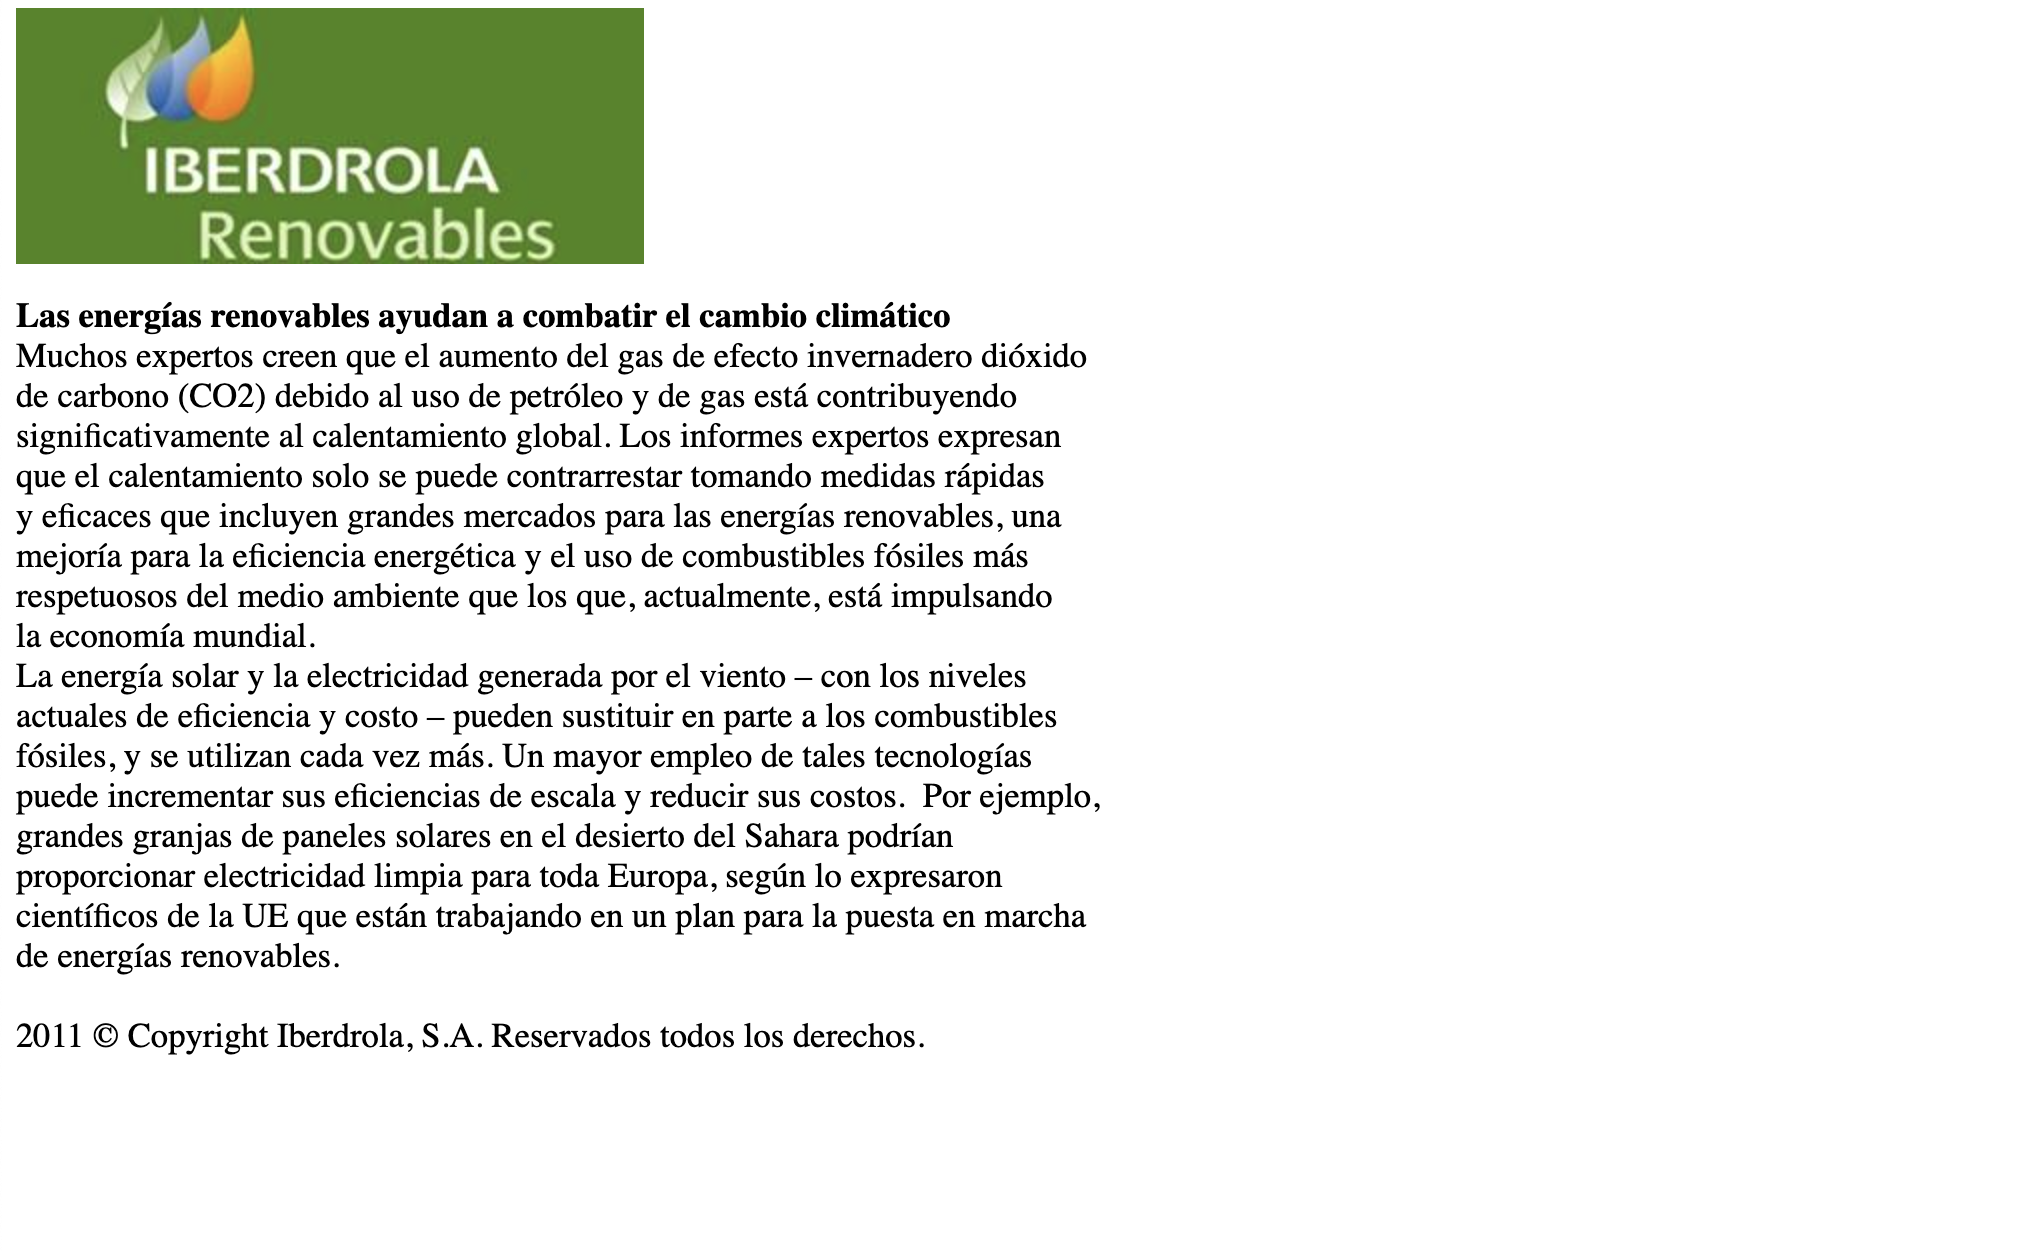 IBERDROLA
Renovables
Las energías renovables ayudan a combatir el cambio climático
Muchos expertos creen que el aumento del gas de efecto invernadero dióxido
de carbono (CO2) debido al uso de petróleo y de gas está contribuyendo
significativamente al calentamiento global. Los informes expertos expresan
que el calentamiento solo se puede contrarrestar tomando medidas rápidas
y eficaces que incluyen grandes mercados para las energías renovables, una
mejoría para la eficiencia energética y el uso de combustibles fósiles más
respetuosos del medio ambiente que los que, actualmente, está impulsando
la economía mundial.
La energía solar y la electricidad generada por el viento – con los niveles
actuales de eficiencia y costo – pueden sustituir en parte a los combustibles
fósiles, y se utilizan cada vez más. Un mayor empleo de tales tecnologías
puede incrementar sus eficiencias de escala y reducir sus costos.  Por ejemplo,
grandes granjas de paneles solares en el desierto del Sahara podrían
proporcionar electricidad limpia para toda Europa, según lo expresaron
científicos de la UE que están trabajando en un plan para la puesta en marcha
de energías renovables.
2011 © Copyright Iberdrola, S.A. Reservados todos los derechos.